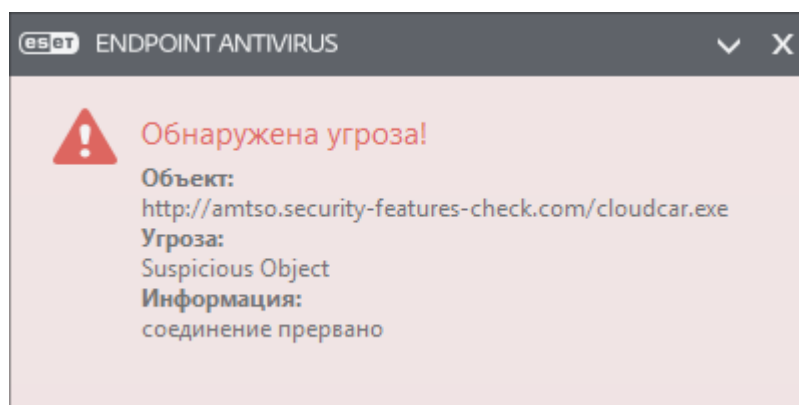 eset ENDPOINT ANTIVIRUS
Обнаружена угроза!
Объект:
http://amtso.security-features-check.com/cloudcar.exe
Угроза:
Suspicious Object
Информация:
соединение прервано